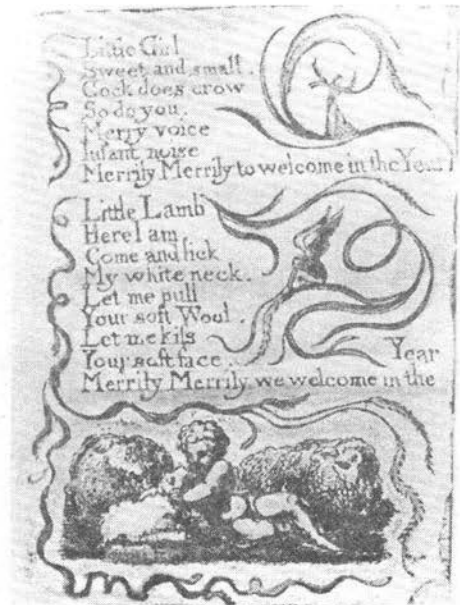 Little Girl
Sweet and small.
Cock does crow
So do you.
Merry voice
Infant noise
Merrily Merrily to welcome in the Year
Little Lamb
Here I am,
Come and lick
My white neck.
Let me pull
Your soft Wool.
Let me kiss
Your soft face.
Merrily Merrily we welcome in the Year